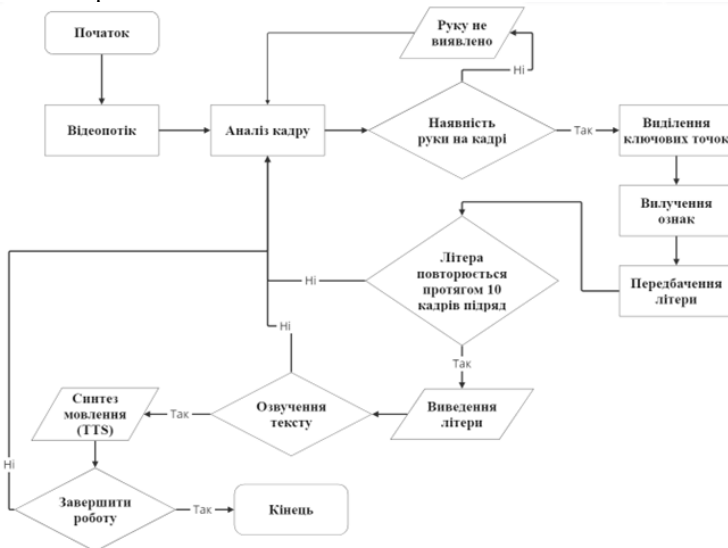 Початок
Руку не
виявлено
Ні
Відеопотік
Аналіз кадру
Наявність
руки на кадрі
Так
Виділення
ключових точок
Вилучення
ознак
Літера
повторюється
протягом 10
кадрів підряд
Передбачення
літери
Ні
Ні
Так
Синтез
мовлення
(TTS)
Так
Озвучення
тексту
Виведення
літери
Ні
Завершити
роботу
Так
Кінець